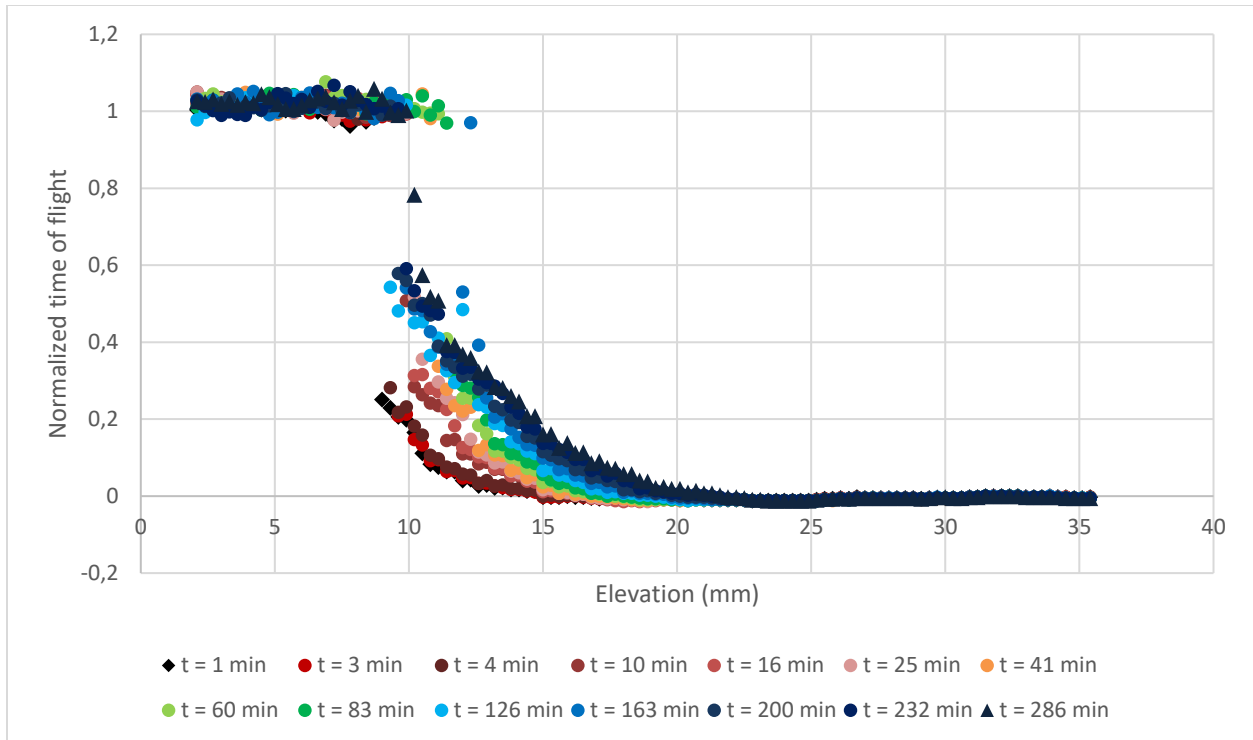 1,2
1
0,8
0,6
0,4
0,2
0
-0,2
Normalized time of flight
0 5 10 15 20 25 30 35 40
Elevation (mm)
t = 1 min t = 3 min t = 4 min t = 10 min t = 16 min t = 25 min t = 41 min
t = 60 min t = 83 min t = 126 min t = 163 min t = 200 min t = 232 min t = 286 min